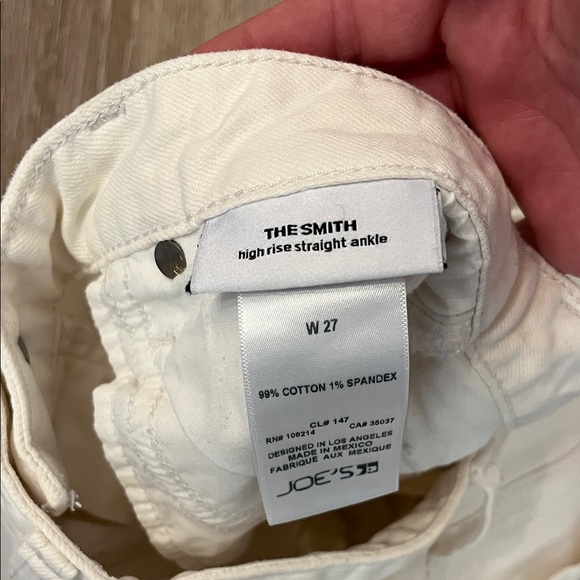 THE SMITH
high rise straight ankle
W 27
99% COTTON 1% SPANDEX
CL# 147
RN# 108214 CA# 35037
DESIGNED IN LOS ANGELES
MADE IN MEXICO
FABRIQUE AUX MEXIQUE
JOE'S